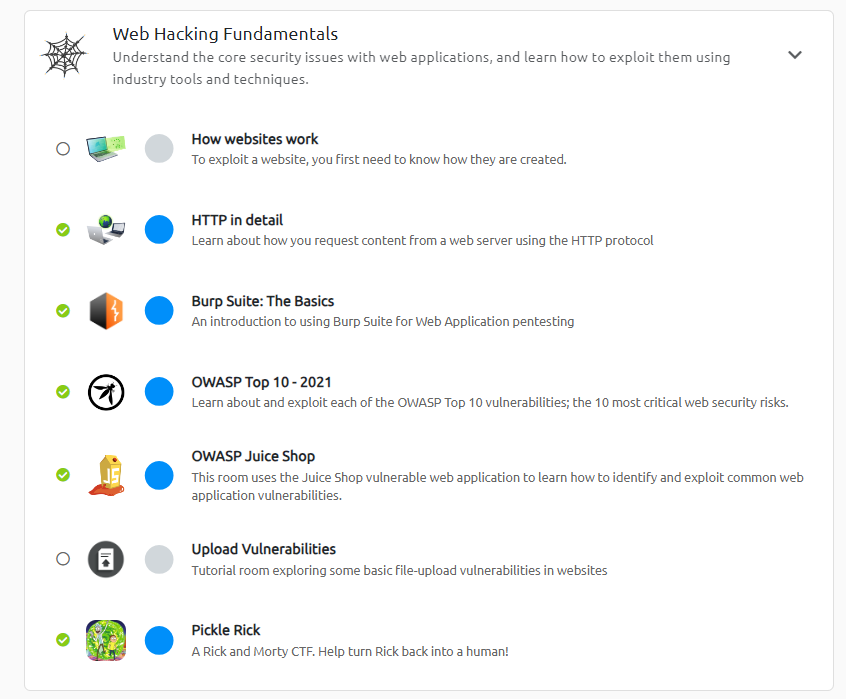 Web Hacking Fundamentals
Understand the core security issues with web applications, and learn how to exploit them using
industry tools and techniques.
How websites work
To exploit a website, you first need to know how they are created.
HTTP in detail
Learn about how you request content from a web server using the HTTP protocol
Burp Suite: The Basics
An introduction to using Burp Suite for Web Application pentesting
OWASP Top 10 - 2021
Learn about and exploit each of the OWASP Top 10 vulnerabilities; the 10 most critical web security risks.
OWASP Juice Shop
This room uses the Juice Shop vulnerable web application to learn how to identify and exploit common web
application vulnerabilities.
Upload Vulnerabilities
Tutorial room exploring some basic file-upload vulnerabilities in websites
Pickle Rick
A Rick and Morty CTF. Help turn Rick back into a human!